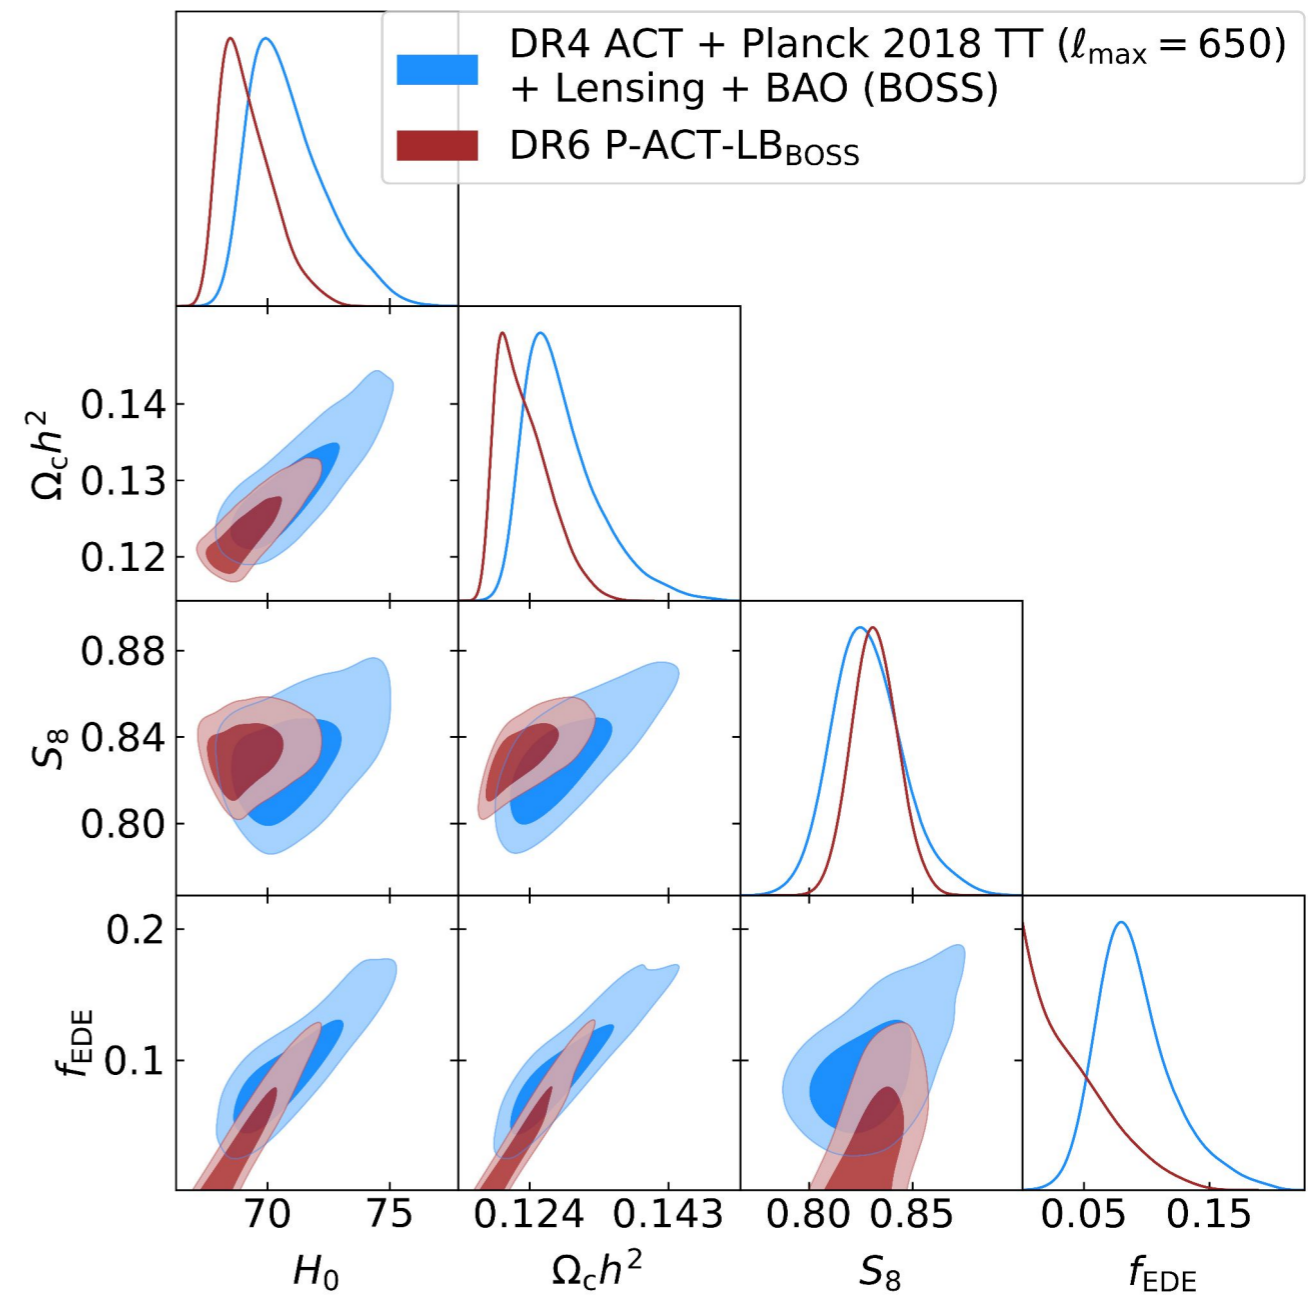 DR4 ACT + Planck 2018 TT (ℓmax = 650)
+ Lensing + BAO (BOSS)
DR6 P-ACT-LBBOSS
Ωch²
0.14
0.13
0.12
S8
0.88
0.84
0.80
fEDE
0.2
0.1
70 75 0.124 0.143 0.80 0.85 0.05 0.15
H0 Ωch² S8 fEDE